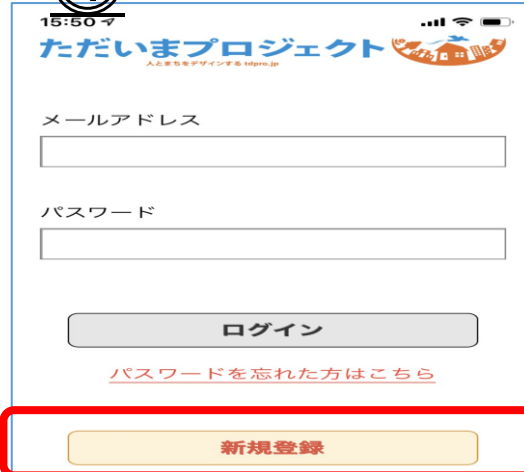 15:50
ただいまプロジェクト
人とまちをデザインする tdpro.jp
メールアドレス
パスワード
ログイン
パスワードを忘れた方はこちら
新規登録